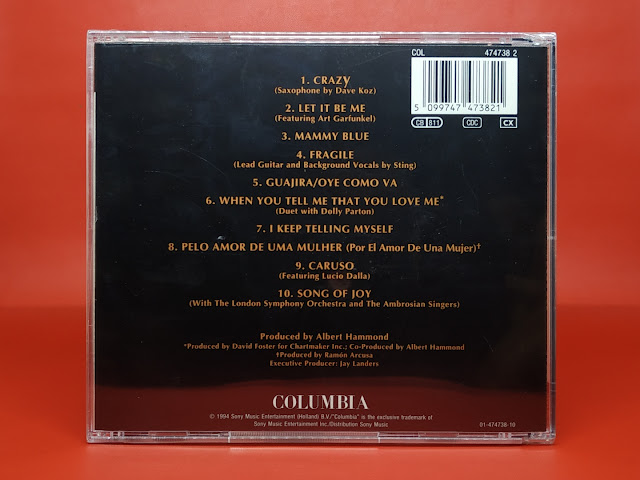 COL 474738 2
5 099747 473821
CB 811 CDC CX
1. CRAZY
(Saxophone by Dave Koz)
2. LET IT BE ME
(Featuring Art Garfunkel)
3. MAMMY BLUE
4. FRAGILE
(Lead Guitar and Background Vocals by Sting)
5. GUAJIRA/OYE COMO VA
6. WHEN YOU TELL ME THAT YOU LOVE ME*
(Duet with Dolly Parton)
7. I KEEP TELLING MYSELF
8. PELO AMOR DE UMA MULHER (Por El Amor De Una Mujer)†
9. CARUSO
(Featuring Lucio Dalla)
10. SONG OF JOY
(With The London Symphony Orchestra and The Ambrosian Singers)
Produced by Albert Hammond
*Produced by David Foster for Chartmaker Inc.; Co-Produced by Albert Hammond
†Produced by Ramón Arcusa
Executive Producer: Jay Landers
COLUMBIA
© 1994 Sony Music Entertainment (Holland) B.V./"Columbia" is the exclusive trademark of
Sony Music Entertainment Inc./Distribution Sony Music
01-474738-10